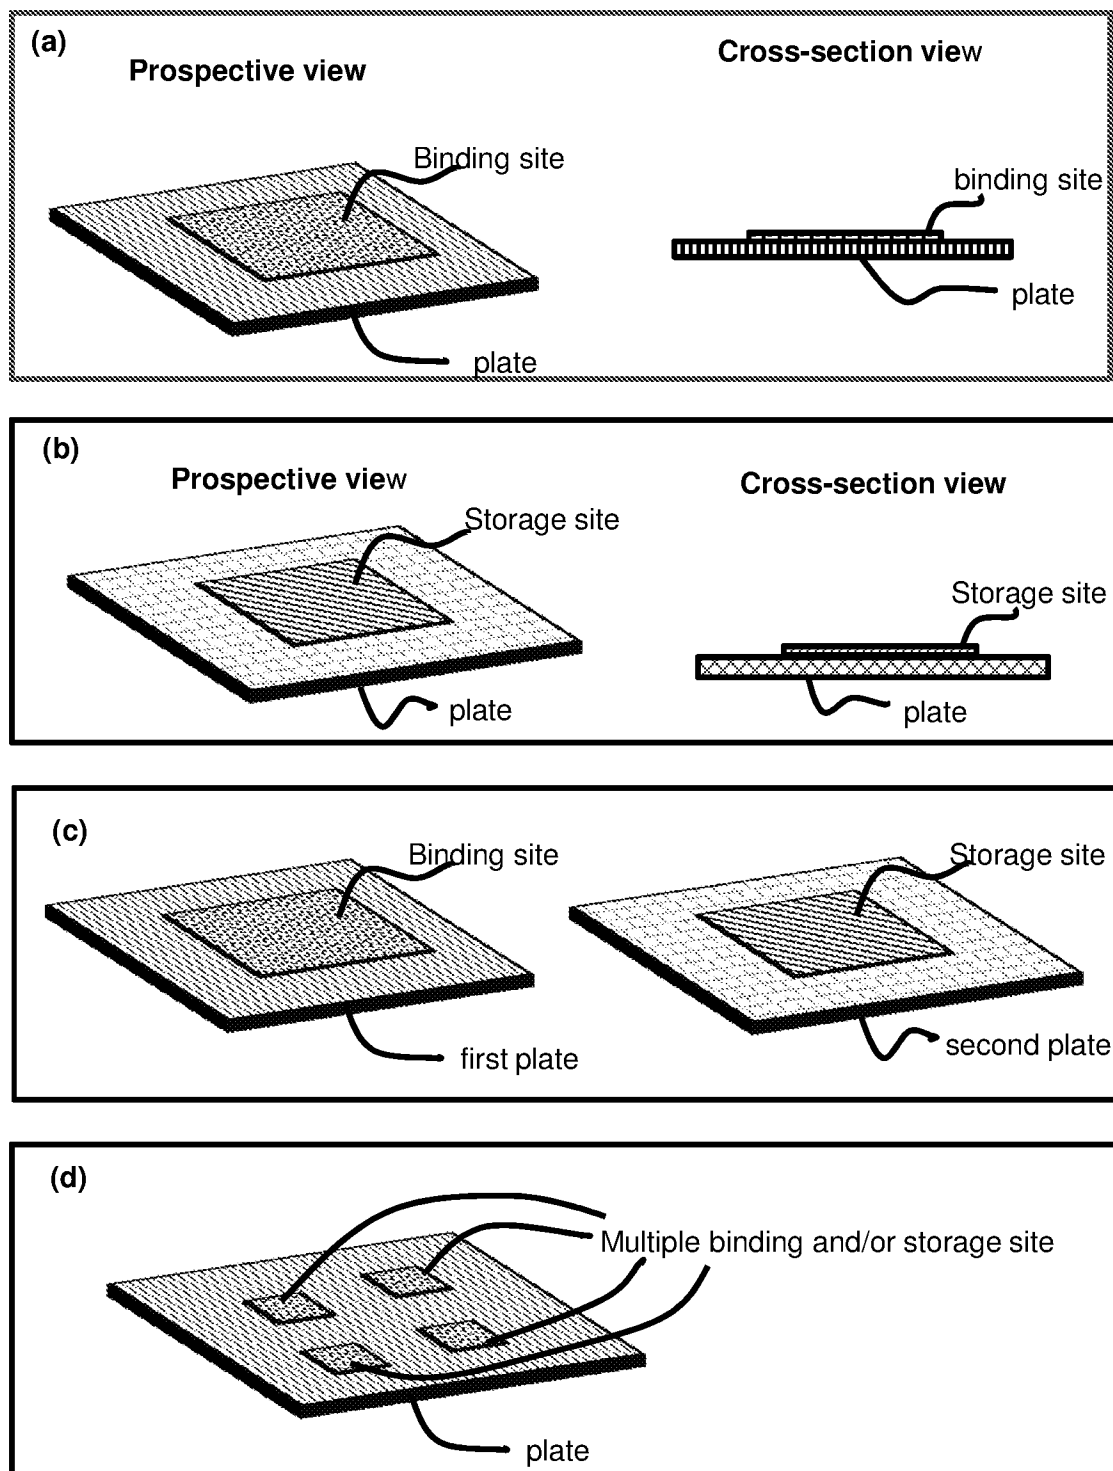 (a)
Prospective view
Cross-section view
Binding site
binding site
plate
plate
(b)
Prospective view
Cross-section view
Storage site
Storage site
plate
plate
(c)
Binding site
Storage site
first plate
second plate
(d)
Multiple binding and/or storage site
plate